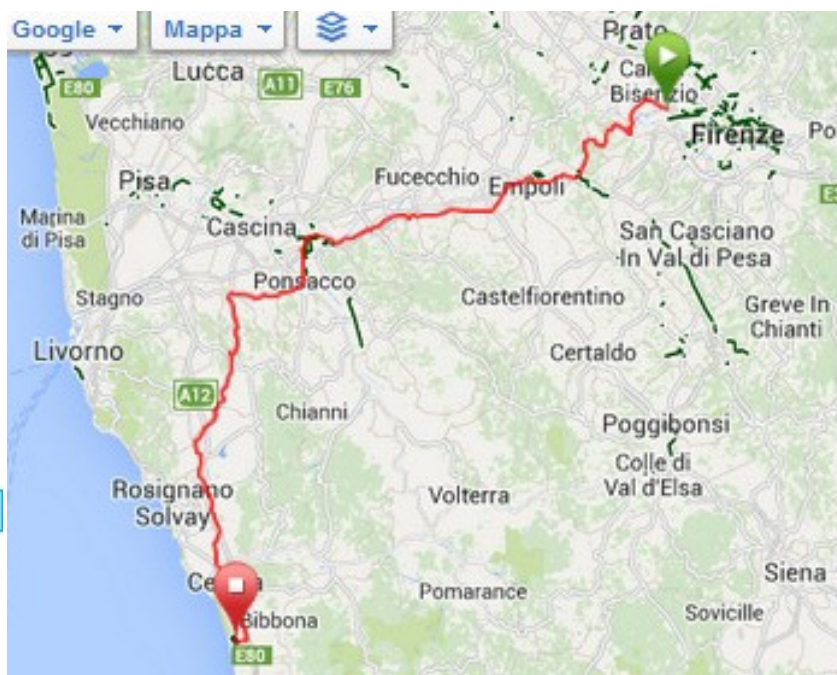 Google
Mappa
Prato
Lucca
A11
E76
E80
Bisenzio
Vecchiano
Firenze
Pisa
Fucecchio
Empoli
Marina
di Pisa
Cascina
San Casciano
In Val di Pesa
Ponsacco
Stagno
Castelfiorentino
Greve In
Chianti
Livorno
Certaldo
A12
Chianni
Poggibonsi
Colle di
Val d'Elsa
Rosignano
Solvay
Volterra
Siena
Pomarance
Bibbona
Sovicille
E80